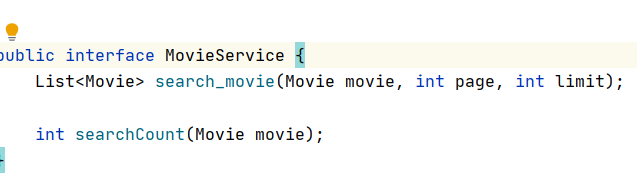 public interface MovieService {
List<Movie> search_movie(Movie movie, int page, int limit);
int searchCount(Movie movie);
}